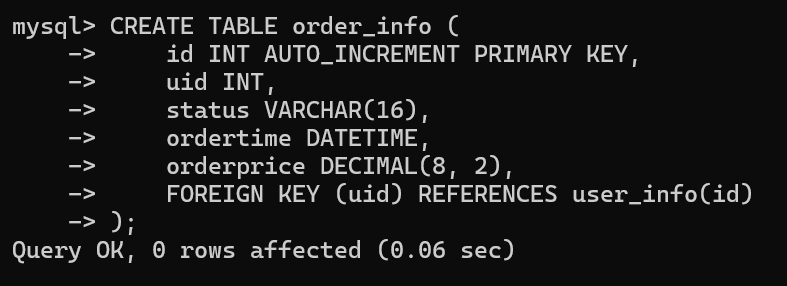 mysql> CREATE TABLE order_info (
    ->     id INT AUTO_INCREMENT PRIMARY KEY,
    ->     uid INT,
    ->     status VARCHAR(16),
    ->     ordertime DATETIME,
    ->     orderprice DECIMAL(8, 2),
    ->     FOREIGN KEY (uid) REFERENCES user_info(id)
    -> );
Query OK, 0 rows affected (0.06 sec)